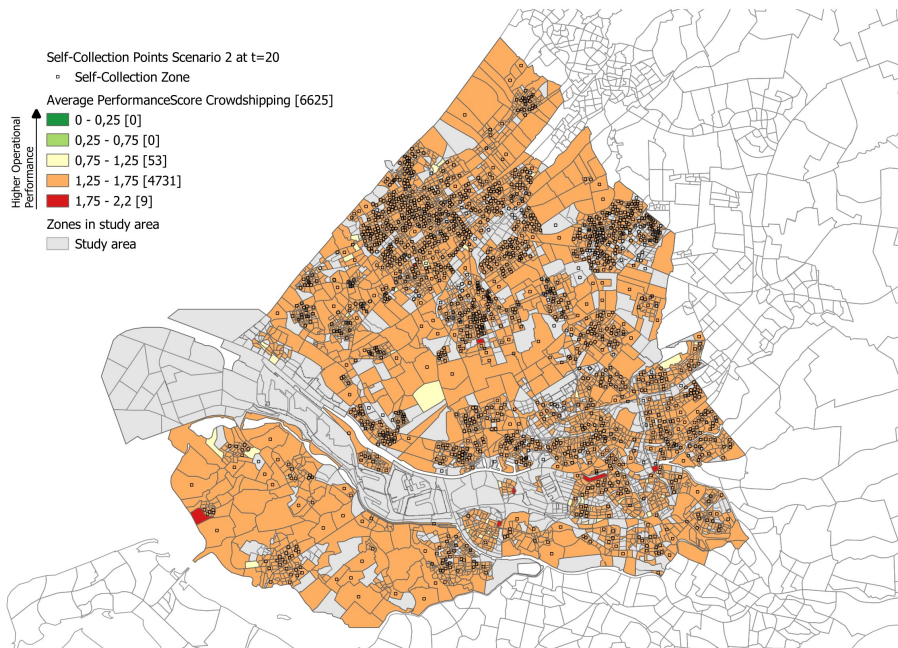 Self-Collection Points Scenario 2 at t=20
Self-Collection Zone
Average PerformanceScore Crowdshipping [6625]
Higher Operational
Performance
0 - 0,25 [0]
0,25 - 0,75 [0]
0,75 - 1,25 [53]
1,25 - 1,75 [4731]
1,75 - 2,2 [9]
Zones in study area
Study area